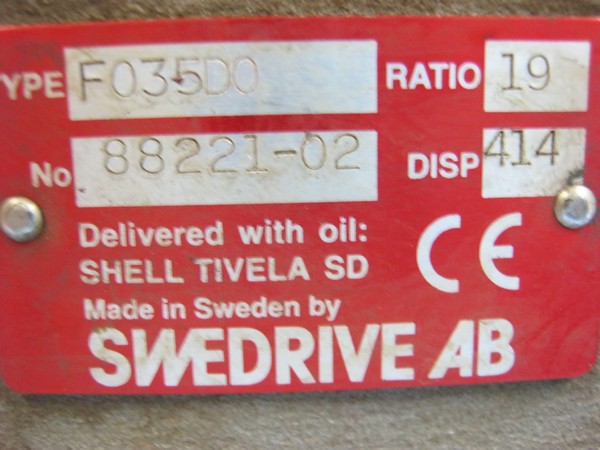 TYPE F035D0 RATIO 19
No 88221-02 DISP 414
Delivered with oil:
SHELL TIVELA SD
CE
Made in Sweden by
SWEDRIVE AB